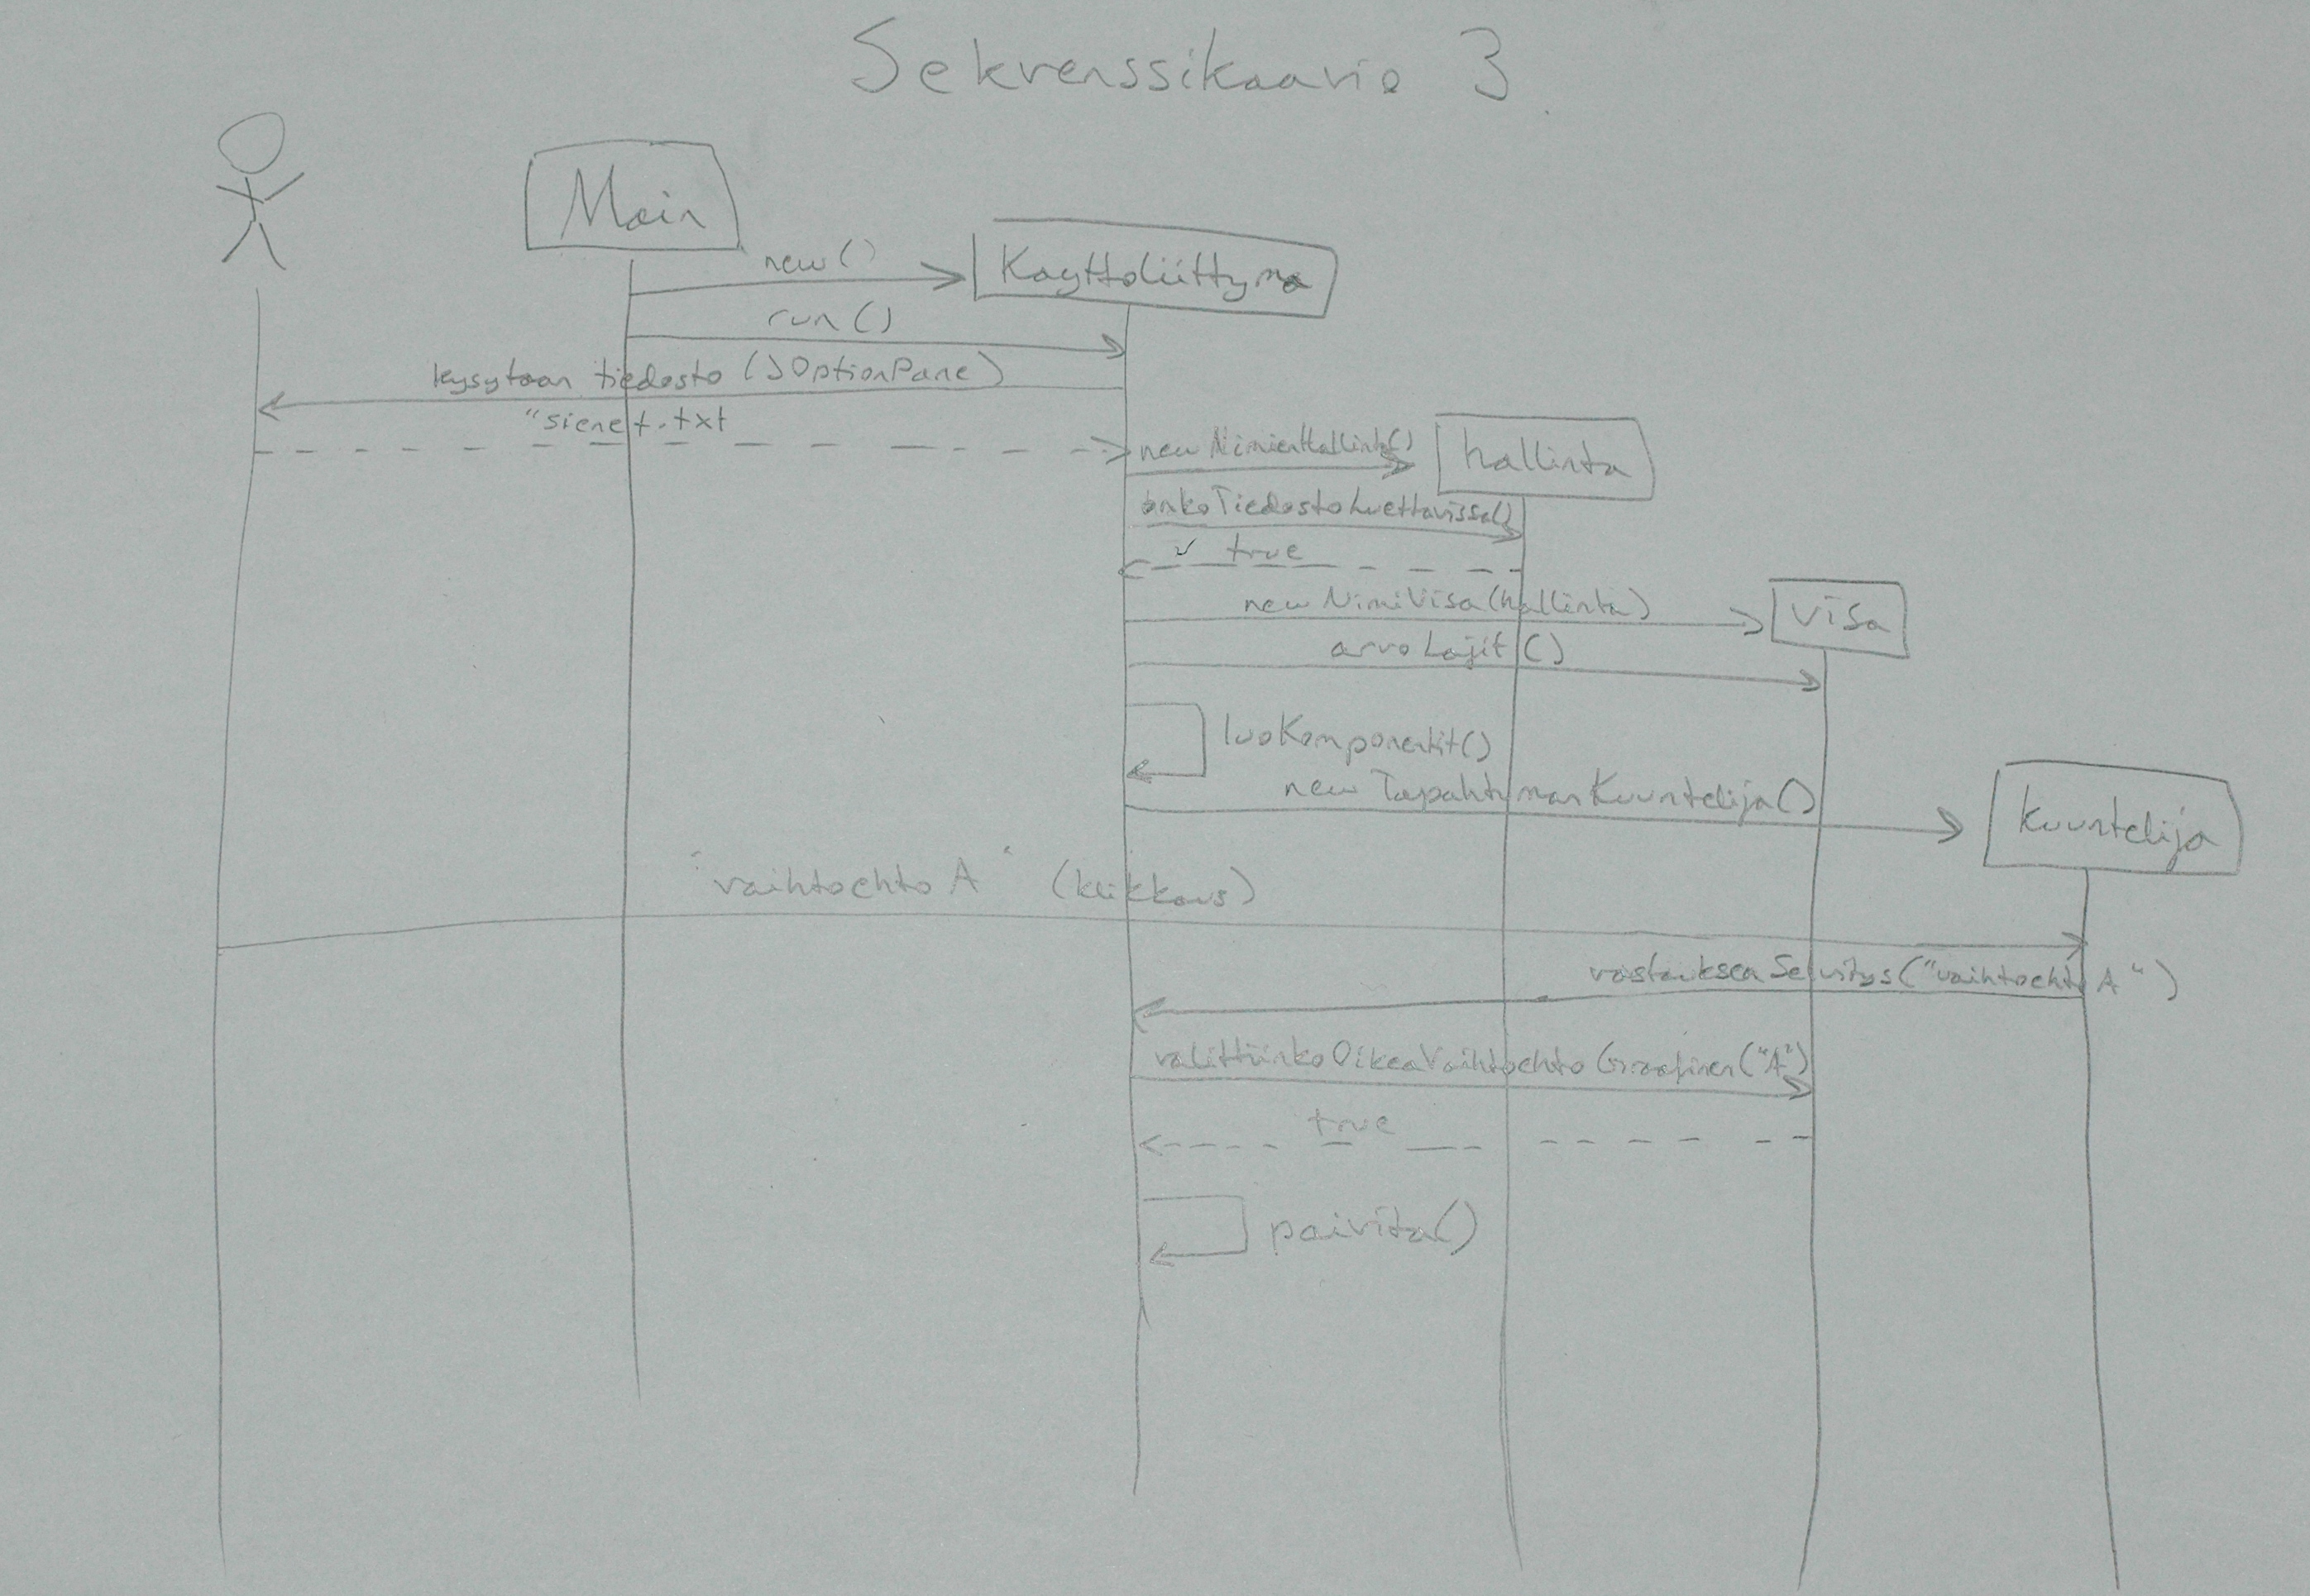 Sekvenssikaavio 3
Main
new()
Kayttoliittyma
run()
kysytaan tiedosto (JOptionPane)
"sienet.txt
new NimienHallinta()
hallinta
onkoTiedostoLuettavissa()
true
new NimiVisa(hallinta)
visa
arvoLajit()
luoKomponentit()
new TapahtumanKuuntelija()
kuuntelija
"vaihtoehto A" (klikkaus)
vastauksenSelvitys("vaihtoehto A")
valittiinkoOikeaVaihtoehtoGraafinen("A")
true
paivita()